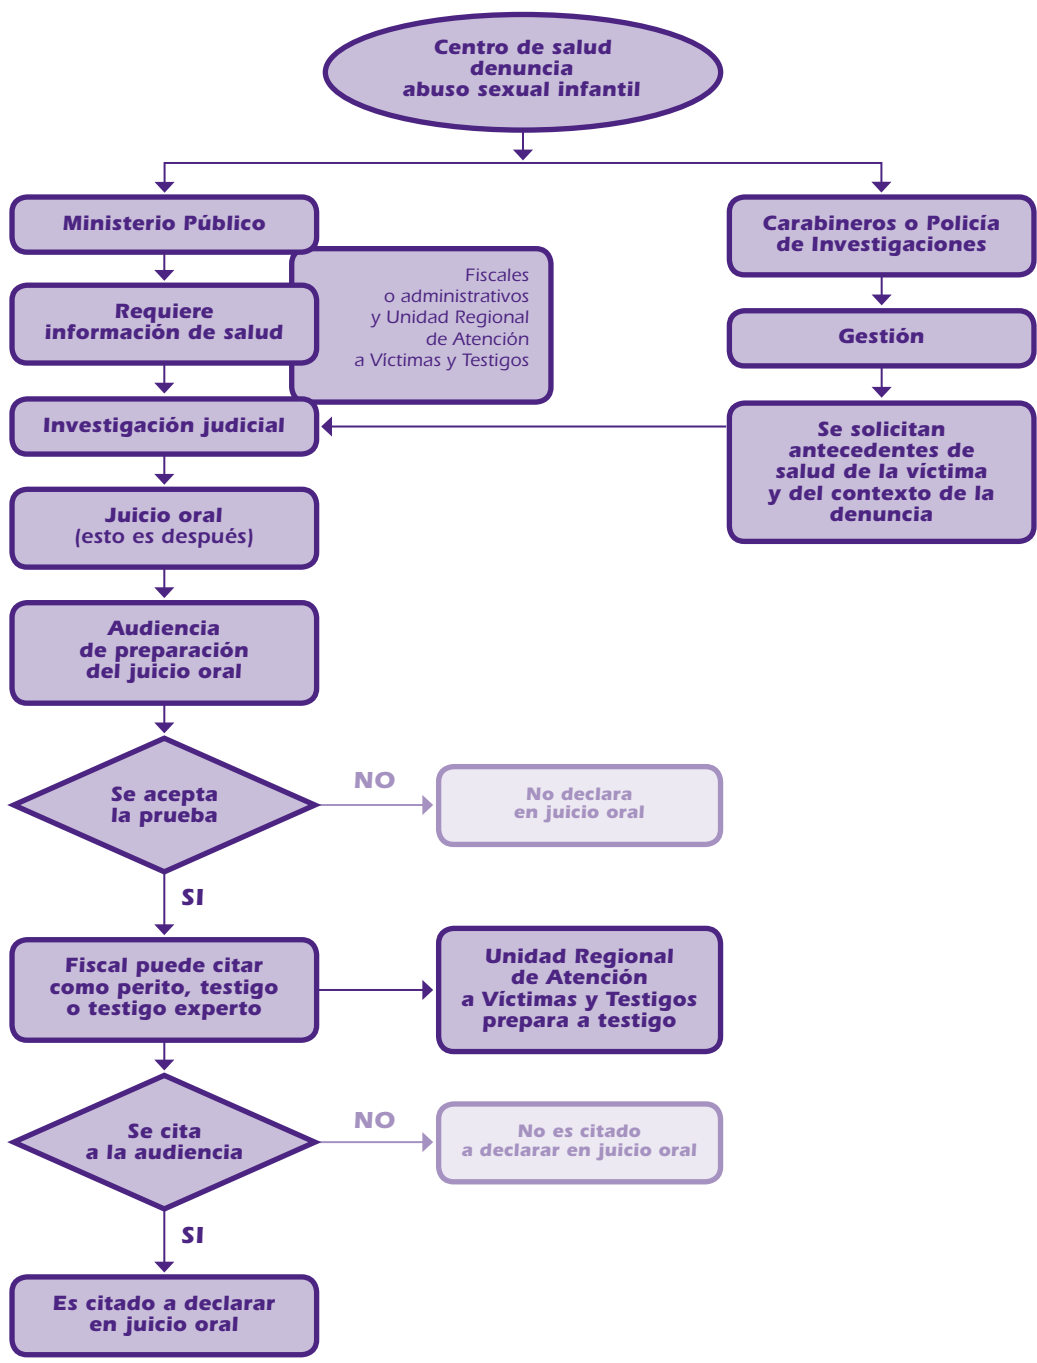 Centro de salud
denuncia
abuso sexual infantil
Ministerio Público
Carabineros o Policía
de Investigaciones
Fiscales
o administrativos
y Unidad Regional
de Atención
a Víctimas y Testigos
Requiere
información de salud
Gestión
Investigación judicial
Se solicitan
antecedentes de
salud de la víctima
y del contexto de la
denuncia
Juicio oral
(esto es después)
Audiencia
de preparación
del juicio oral
Se acepta
la prueba
NO
No declara
en juicio oral
SI
Fiscal puede citar
como perito, testigo
o testigo experto
Unidad Regional
de Atención
a Víctimas y Testigos
prepara a testigo
Se cita
a la audiencia
NO
No es citado
a declarar en juicio oral
SI
Es citado a declarar
en juicio oral